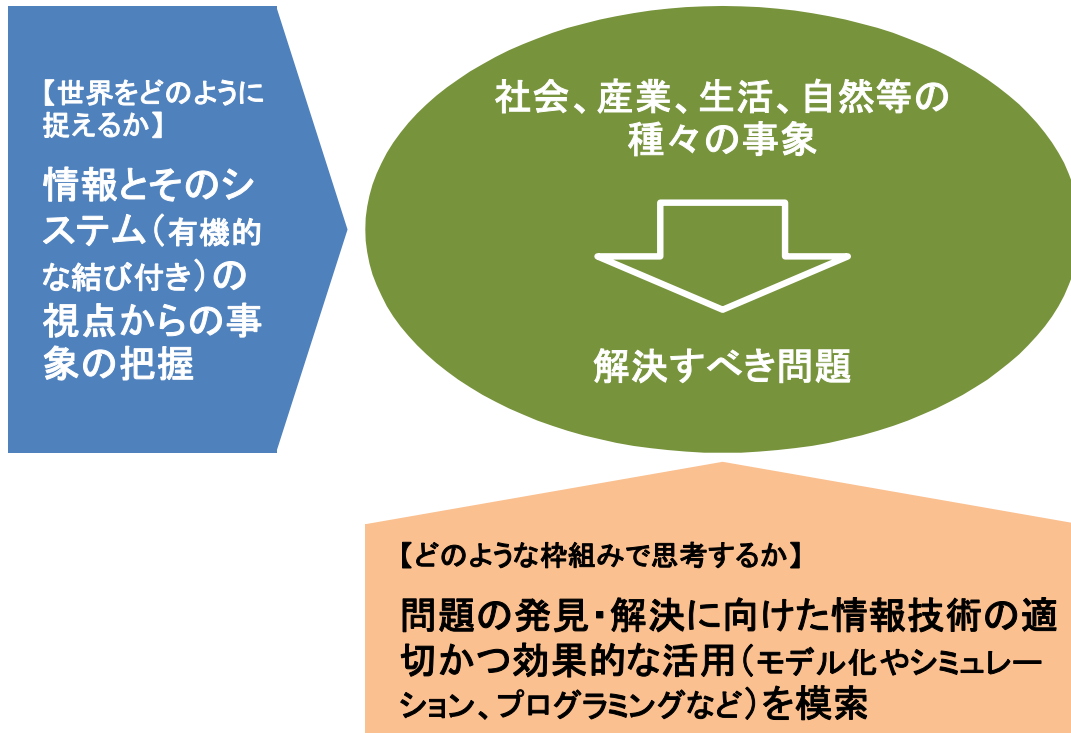 【世界をどのように
捉えるか】
情報とそのシ
ステム（有機的
な結び付き）の
視点からの事
象の把握
社会、産業、生活、自然等の
種々の事象
解決すべき問題
【どのような枠組みで思考するか】
問題の発見・解決に向けた情報技術の適
切かつ効果的な活用（モデル化やシミュレー
ション、プログラミングなど）を模索